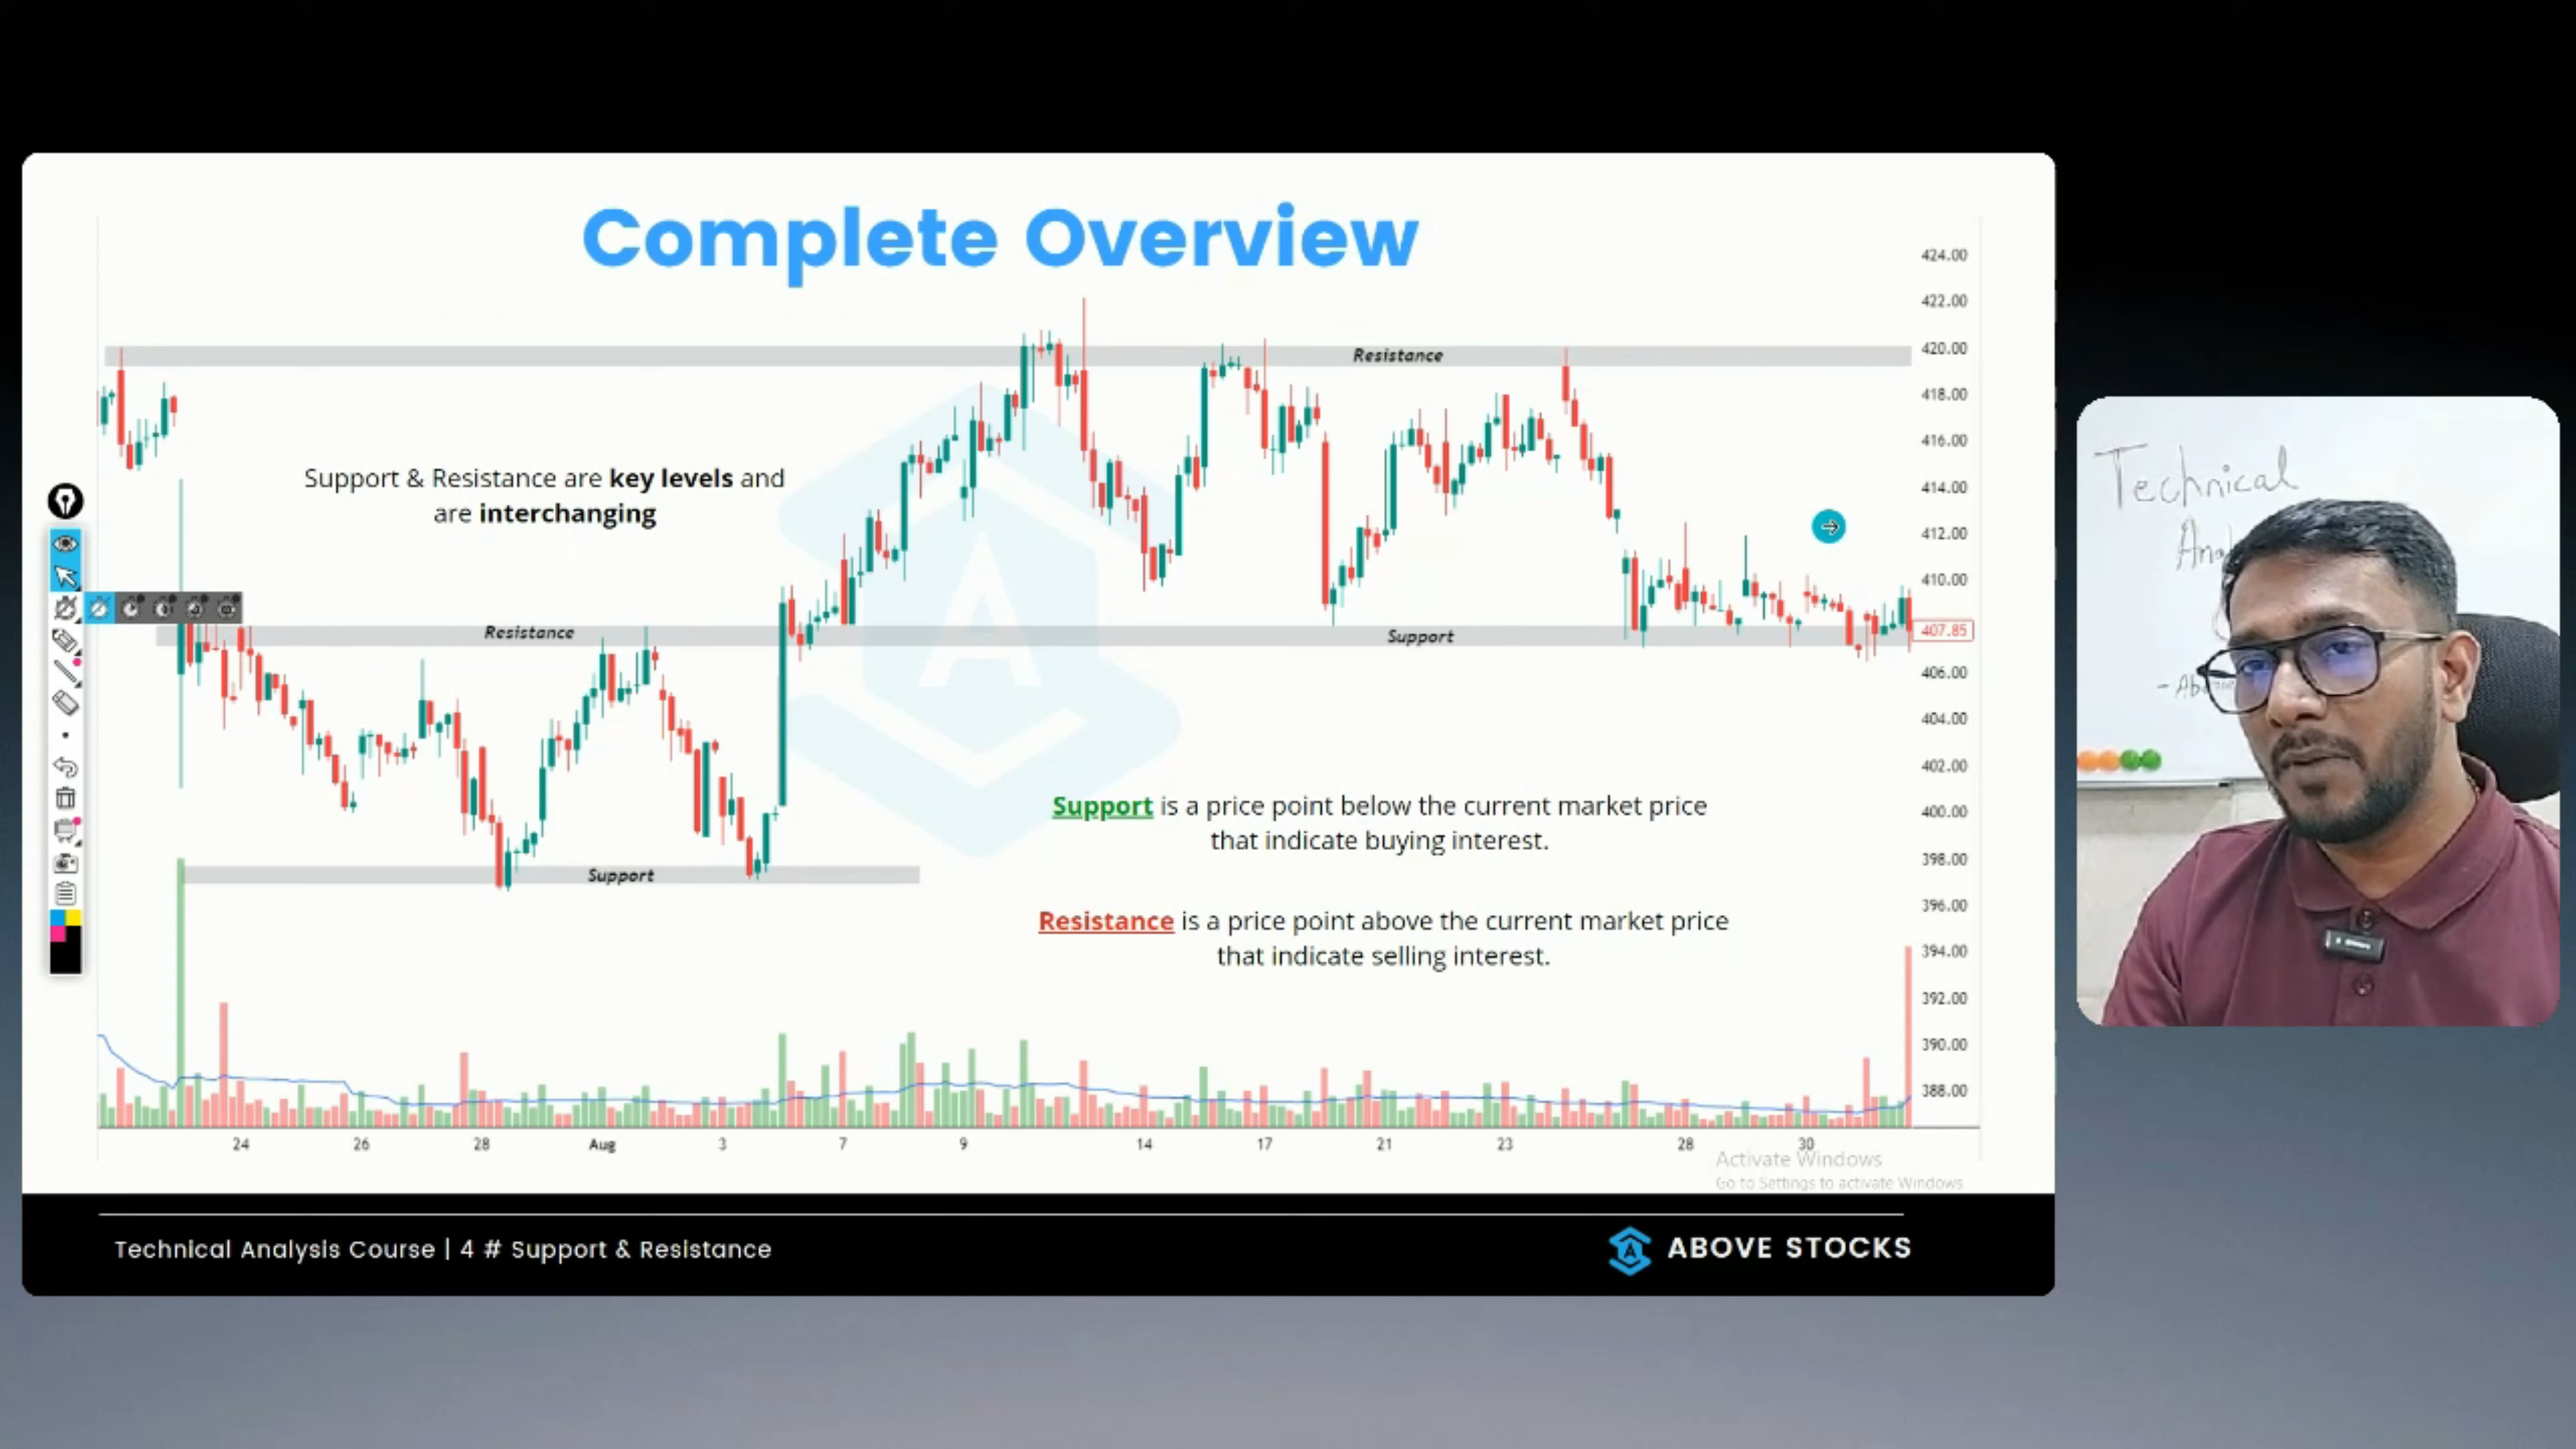 Complete Overview
424.00
422.00
Resistance
420.00
418.00
416.00
Support & Resistance are key levels and
are interchanging
414.00
412.00
410.00
Resistance
Support
407.85
406.00
404.00
402.00
400.00
Support is a price point below the current market price
that indicate buying interest.
398.00
Support
396.00
Resistance is a price point above the current market price
that indicate selling interest.
394.00
392.00
390.00
388.00
24 26 28 Aug 3 7 9 14 17 21 23 28 30
Activate Windows
Go to Settings to activate Windows
Technical Analysis Course | 4 # Support & Resistance
ABOVE STOCKS
Technical